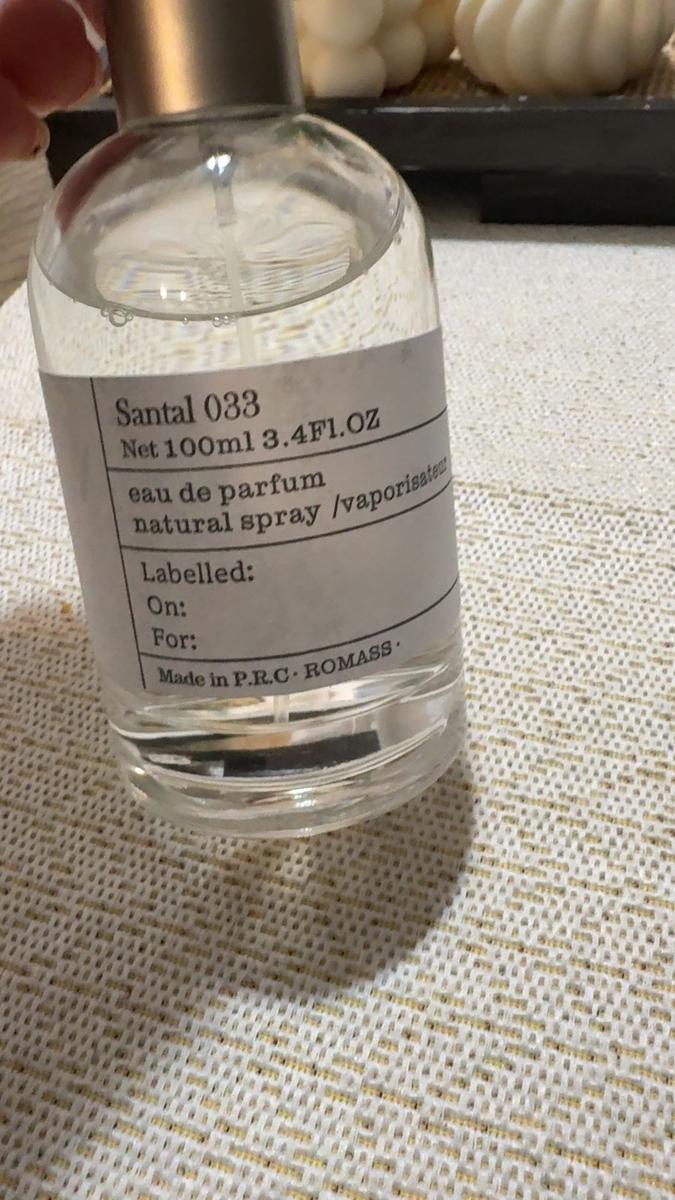 Santal 033
Net 100ml 3.4Fl.OZ
eau de parfum
natural spray /vaporisateur
Labelled:
On:
For:
Made in P.R.C· ROMASS·